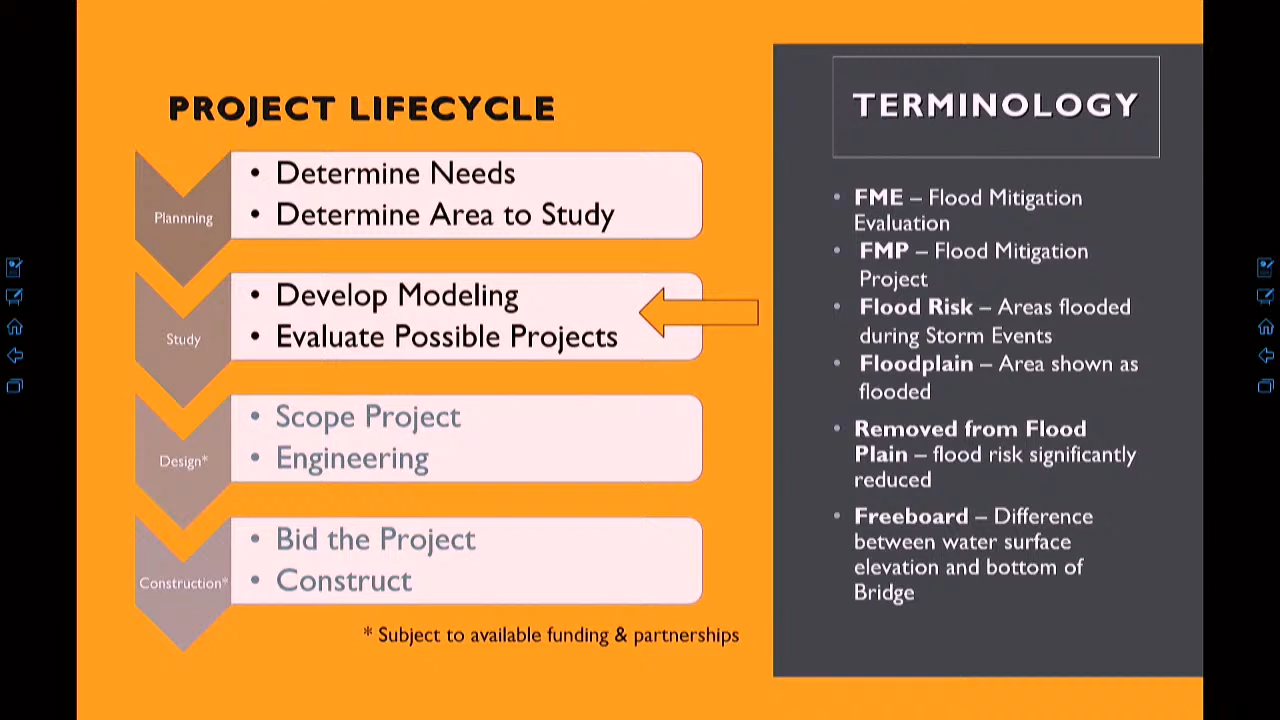 PROJECT LIFECYCLE
Plannning
• Determine Needs
• Determine Area to Study
Study
• Develop Modeling
• Evaluate Possible Projects
Design*
• Scope Project
• Engineering
Construction*
• Bid the Project
• Construct
* Subject to available funding & partnerships
TERMINOLOGY
• FME – Flood Mitigation
Evaluation
• FMP – Flood Mitigation
Project
• Flood Risk – Areas flooded
during Storm Events
• Floodplain – Area shown as
flooded
• Removed from Flood
Plain – flood risk significantly
reduced
• Freeboard – Difference
between water surface
elevation and bottom of
Bridge